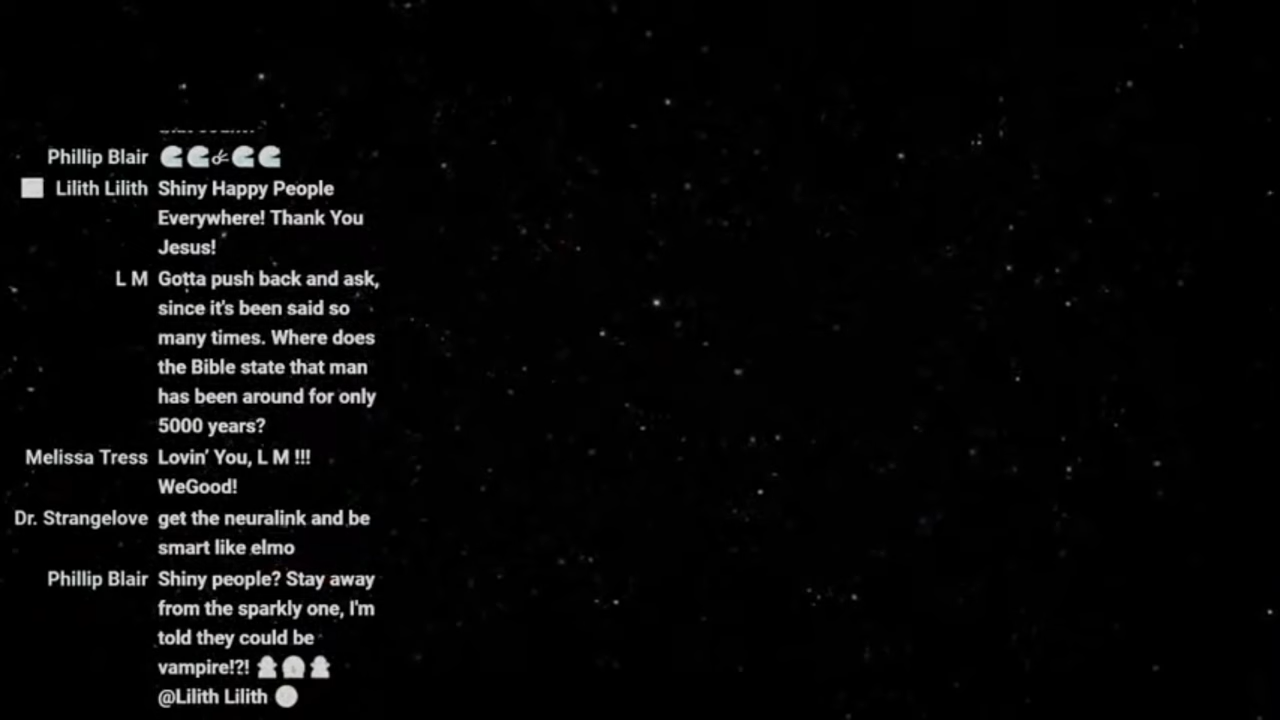 Phillip Blair
Lilith Lilith Shiny Happy People
Everywhere! Thank You
Jesus!
L M Gotta push back and ask,
since it's been said so
many times. Where does
the Bible state that man
has been around for only
5000 years?
Melissa Tress Lovin' You, L M !!!
WeGood!
Dr. Strangelove get the neuralink and be
smart like elmo
Phillip Blair Shiny people? Stay away
from the sparkly one, I'm
told they could be
vampire!?!
@Lilith Lilith